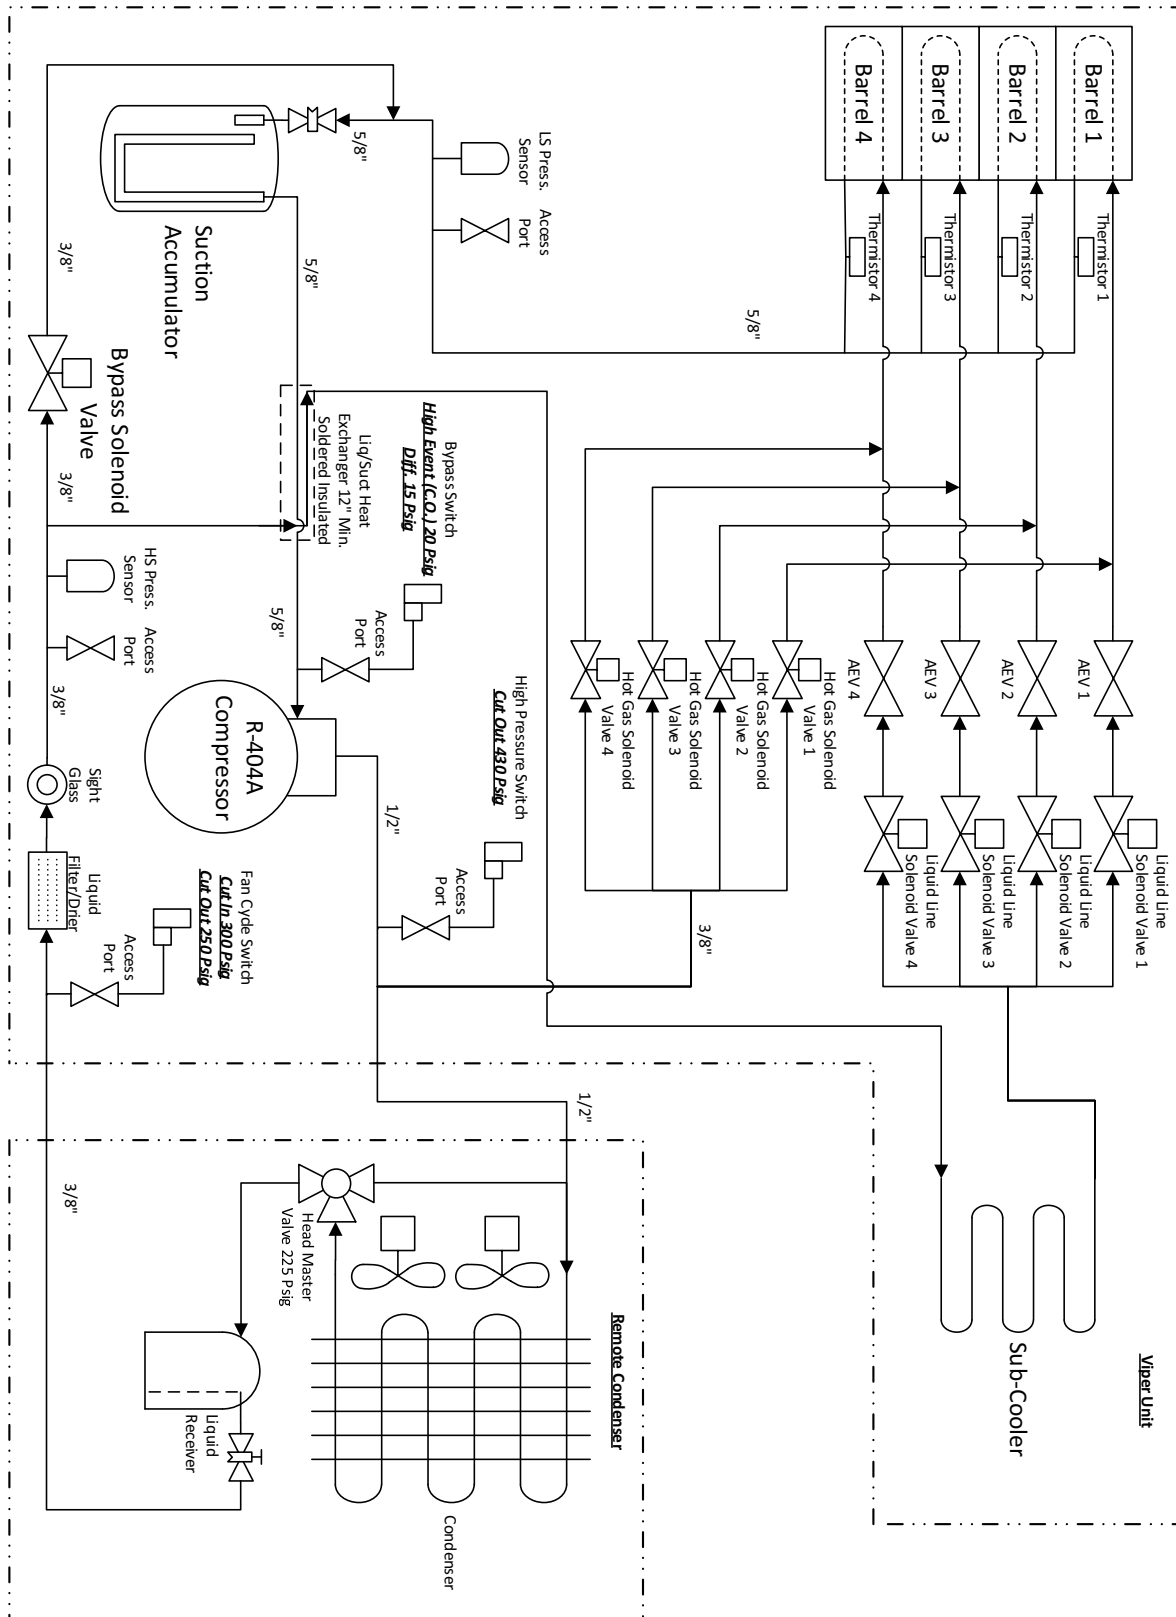 Viper Unit
Barrel 1
Thermistor 1
AEV 1
Liquid Line
Solenoid Valve 1
Barrel 2
Thermistor 2
AEV 2
Liquid Line
Solenoid Valve 2
Sub-Cooler
Barrel 3
Thermistor 3
AEV 3
Liquid Line
Solenoid Valve 3
Barrel 4
Thermistor 4
AEV 4
Liquid Line
Solenoid Valve 4
Hot Gas Solenoid
Valve 1
Hot Gas Solenoid
Valve 2
Hot Gas Solenoid
Valve 3
Hot Gas Solenoid
Valve 4
5/8"
3/8"
Remote Condenser
1/2"
LS Press.
Sensor
Access
Port
High Pressure Switch
Cut Out 430 Psig
Access
Port
Bypass Switch
High Event (C.O.) 20 Psig
Diff. 15 Psig
Access
Port
Condenser
1/2"
5/8"
Liq/Suct Heat
Exchanger 12" Min.
Soldered Insulated
5/8"
5/8"
Head Master
Valve 225 Psig
R-404A
Compressor
Fan Cycle Switch
Cut In 300 Psig
Cut Out 250 Psig
Access
Port
Suction
Accumulator
Liquid
Receiver
Bypass Solenoid
Valve
HS Press.
Sensor
Access
Port
Sight
Glass
Liquid
Filter/Drier
3/8"
3/8"
3/8"
3/8"